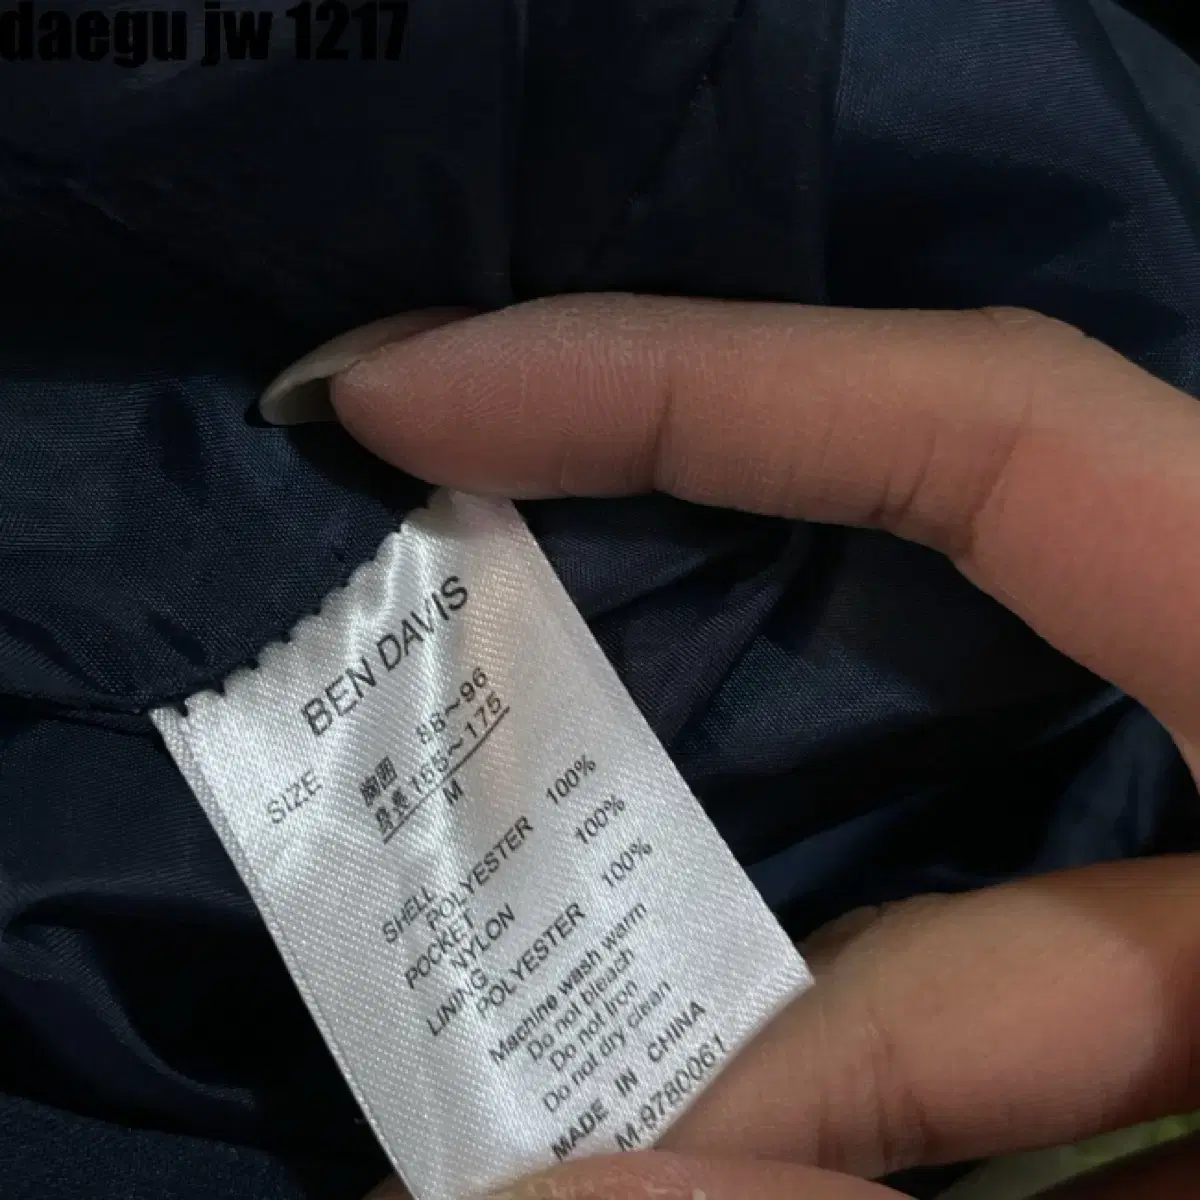 daegu jw 1217
BEN DAVIS
SIZE
胸囲 88~96
身長 165~175
M
SHELL
POLYESTER 100%
POCKET
NYLON 100%
LINING
POLYESTER 100%
Machine wash warm
Do not bleach
Do not Iron
Do not dry clean
MADE IN CHINA
M-9780061